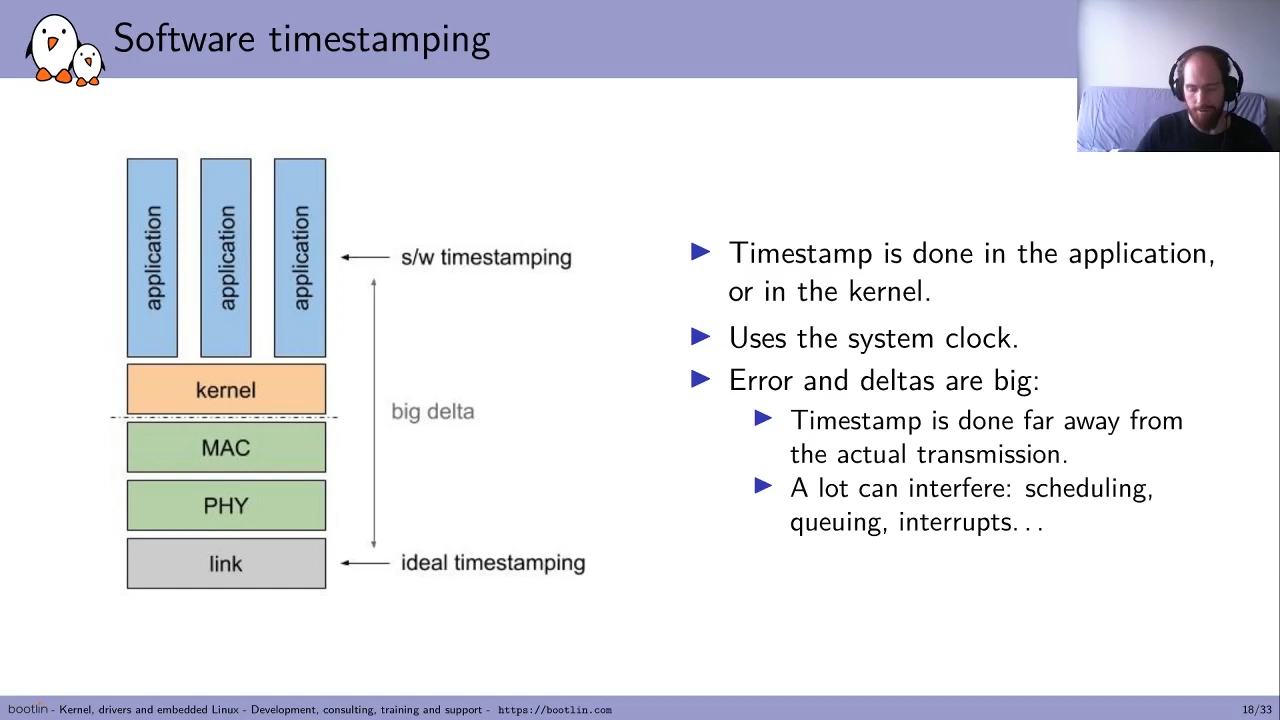 Software timestamping
application
application
application
s/w timestamping
kernel
big delta
MAC
PHY
link
ideal timestamping
▶ Timestamp is done in the application,
or in the kernel.
▶ Uses the system clock.
▶ Error and deltas are big:
▶ Timestamp is done far away from
the actual transmission.
▶ A lot can interfere: scheduling,
queuing, interrupts...
bootlin - Kernel, drivers and embedded Linux - Development, consulting, training and support - https://bootlin.com
18/33